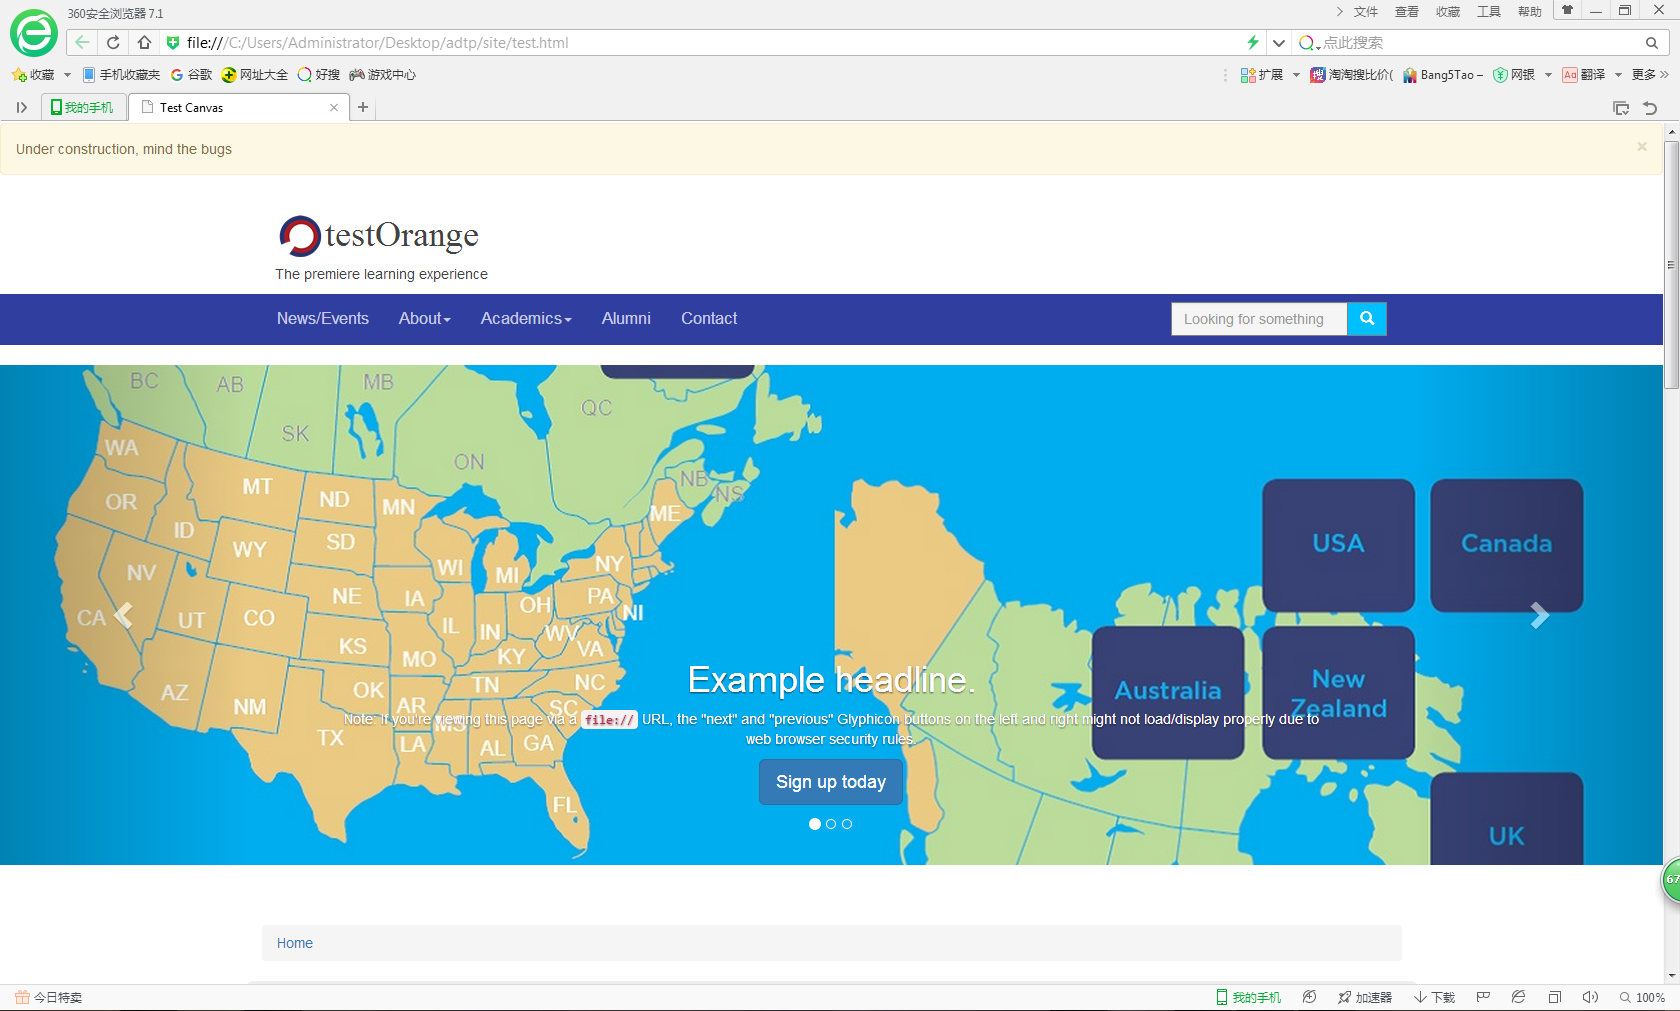 360安全浏览器 7.1
文件 查看 收藏 工具 帮助
file:///C:/Users/Administrator/Desktop/adtp/site/test.html
点此搜索
收藏 手机收藏夹 谷歌 网址大全 好搜 游戏中心
扩展 淘淘搜比价( Bang5Tao – 网银 Aa 翻译 更多 »
我的手机 Test Canvas
Under construction, mind the bugs
testOrange
The premiere learning experience
News/Events About Academics Alumni Contact
Looking for something
BC AB MB
QC
SK
ON
WA
NB
MT ND MN
NS
OR
ME
ID
SD
WY
USA Canada
WI
NY
NV
MI
NE IA
PA
OH
CA UT CO
NJ
IL IN
WV
KS
VA
MO KY
AZ OK TN NC
NM AR
SC
Australia
New
Zealand
Example headline.
Note: If you're viewing this page via a file:// URL, the "next" and "previous" Glyphicon buttons on the left and right might not load/display properly due to
web browser security rules.
MS
TX LA AL GA
Sign up today
FL
UK
67
Home
今日特卖
我的手机 加速器 下载 100%